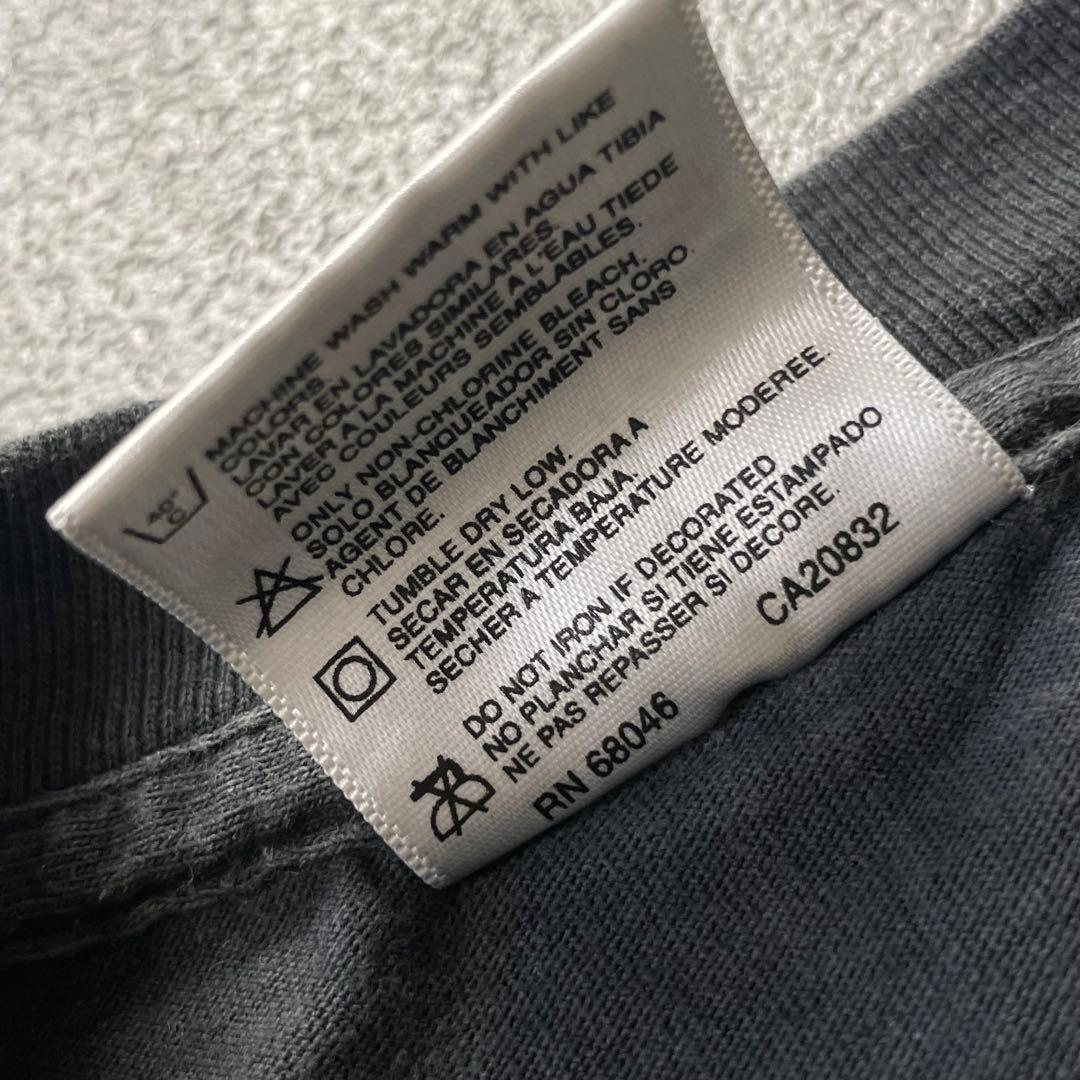 MACHINE WASH WARM WITH LIKE
COLORS.
LAVAR EN LAVADORA EN AGUA TIBIA
CON COLORES SIMILARES.
LAVER A LA MACHINE A L'EAU TIEDE
AVEC COULEURS SEMBLABLES.
40°
C
ONLY NON-CHLORINE BLEACH.
SOLO BLANQUEADOR SIN CLORO
AGENT DE BLANCHIMENT SANS
CHLORE.
TUMBLE DRY LOW.
SECAR EN SECADORA A
TEMPERATURA BAJA.
SECHER A TEMPERATURE MODEREE.
DO NOT IRON IF DECORATED
NO PLANCHAR SI TIENE ESTAMPADO
NE PAS REPASSER SI DECORE.
RN 68046 CA20832